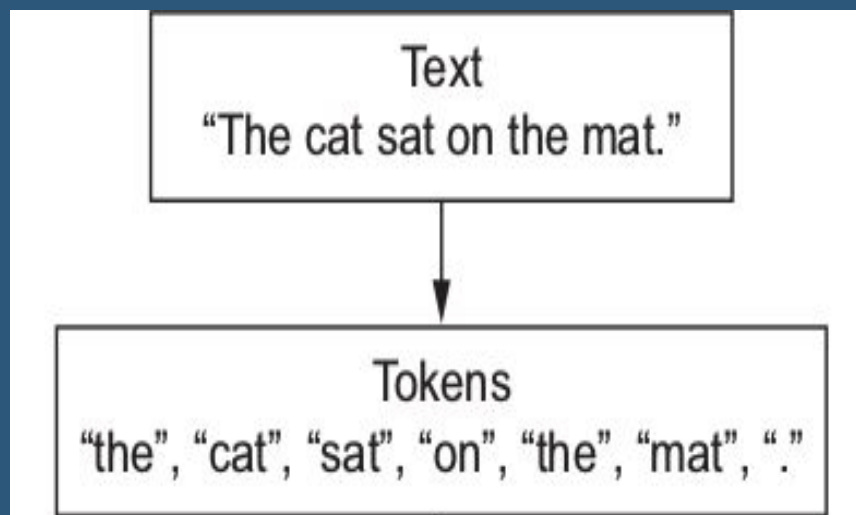 Text
“The cat sat on the mat.”
Tokens
“the”, “cat”, “sat”, “on”, “the”, “mat”, “.”